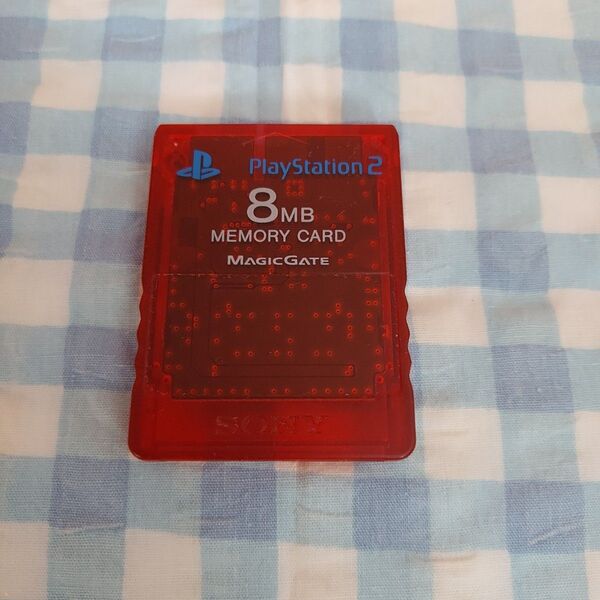 PlayStation 2
8MB
MEMORY CARD
MAGICGATE
SONY